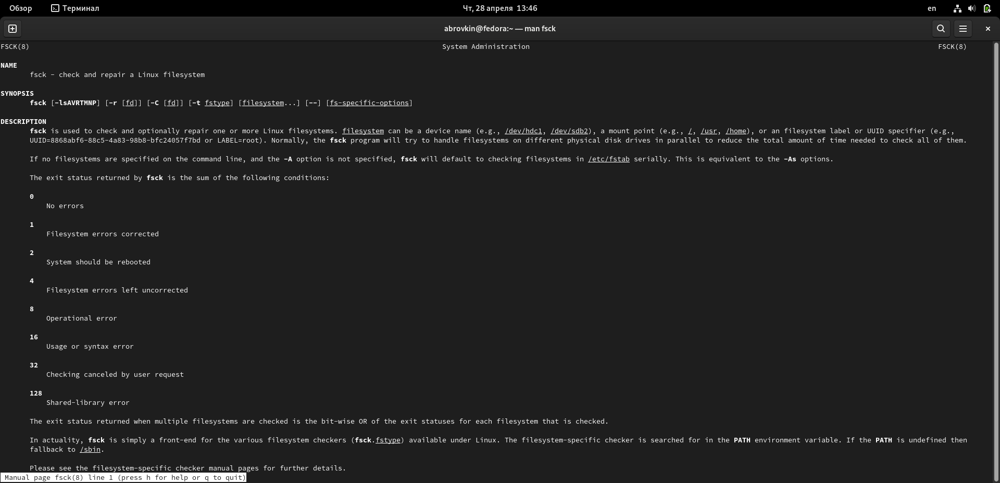 Обзор Терминал Чт, 28 апреля 13:46 en
abrovkin@fedora:~ — man fsck
FSCK(8) System Administration FSCK(8)
NAME
fsck - check and repair a Linux filesystem
SYNOPSIS
fsck [-lsAVRTMNP] [-r [fd]] [-C [fd]] [-t fstype] [filesystem...] [--] [fs-specific-options]
DESCRIPTION
fsck is used to check and optionally repair one or more Linux filesystems. filesystem can be a device name (e.g., /dev/hdc1, /dev/sdb2), a mount point (e.g., /, /usr, /home), or an filesystem label or UUID specifier (e.g.,
UUID=8868abf6-88c5-4a83-98b8-bfc24057f7bd or LABEL=root). Normally, the fsck program will try to handle filesystems on different physical disk drives in parallel to reduce the total amount of time needed to check all of them.
If no filesystems are specified on the command line, and the -A option is not specified, fsck will default to checking filesystems in /etc/fstab serially. This is equivalent to the -As options.
The exit status returned by fsck is the sum of the following conditions:
0
No errors
1
Filesystem errors corrected
2
System should be rebooted
4
Filesystem errors left uncorrected
8
Operational error
16
Usage or syntax error
32
Checking canceled by user request
128
Shared-library error
The exit status returned when multiple filesystems are checked is the bit-wise OR of the exit statuses for each filesystem that is checked.
In actuality, fsck is simply a front-end for the various filesystem checkers (fsck.fstype) available under Linux. The filesystem-specific checker is searched for in the PATH environment variable. If the PATH is undefined then
fallback to /sbin.
Please see the filesystem-specific checker manual pages for further details.
Manual page fsck(8) line 1 (press h for help or q to quit)